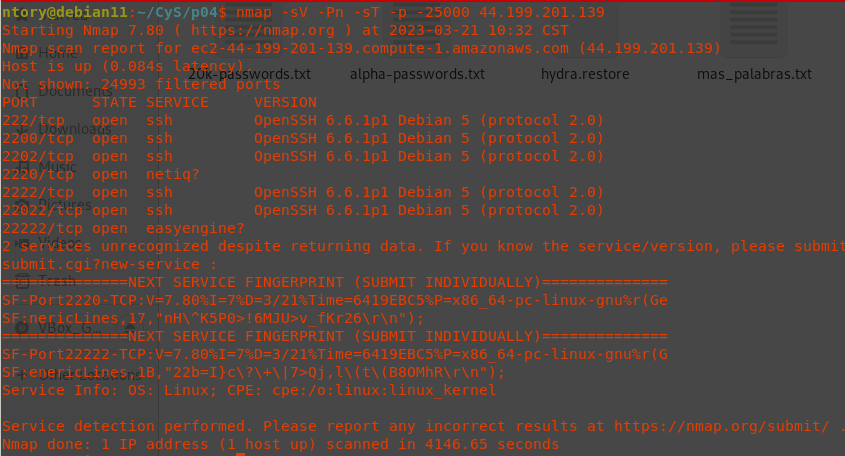 ntory@debian11:~/CyS/p04$ nmap -sV -Pn -sT -p -25000 44.199.201.139
Starting Nmap 7.80 ( https://nmap.org ) at 2023-03-21 10:32 CST
Home
Nmap scan report for ec2-44-199-201-139.compute-1.amazonaws.com (44.199.201.139)
Host is up (0.084s latency).
20k-passwords.txt alpha-passwords.txt hydra.restore mas_palabras.txt
Not shown: 24993 filtered ports
Documents
PORT STATE SERVICE VERSION
222/tcp open ssh OpenSSH 6.6.1p1 Debian 5 (protocol 2.0)
Downloads
2200/tcp open ssh OpenSSH 6.6.1p1 Debian 5 (protocol 2.0)
2202/tcp open ssh OpenSSH 6.6.1p1 Debian 5 (protocol 2.0)
Music
2220/tcp open netiq?
2222/tcp open ssh OpenSSH 6.6.1p1 Debian 5 (protocol 2.0)
Pictures
22022/tcp open ssh OpenSSH 6.6.1p1 Debian 5 (protocol 2.0)
22222/tcp open easyengine?
Videos
2 services unrecognized despite returning data. If you know the service/version, please submit
submit.cgi?new-service :
Trash
==============NEXT SERVICE FINGERPRINT (SUBMIT INDIVIDUALLY)==============
SF-Port2220-TCP:V=7.80%I=7%D=3/21%Time=6419EBC5%P=x86_64-pc-linux-gnu%r(Ge
SF:nericLines,17,"nH\^K5P0>!6MJU>v_fKr26\r\n");
VBox_G
==============NEXT SERVICE FINGERPRINT (SUBMIT INDIVIDUALLY)==============
SF-Port22222-TCP:V=7.80%I=7%D=3/21%Time=6419EBC5%P=x86_64-pc-linux-gnu%r(G
SF:enericLines,1B,"22b=I}c\?\+\|7>Qj,l\(t\(B8OMhR\r\n");
Other Locations
Service Info: OS: Linux; CPE: cpe:/o:linux:linux_kernel
Service detection performed. Please report any incorrect results at https://nmap.org/submit/ .
Nmap done: 1 IP address (1 host up) scanned in 4146.65 seconds